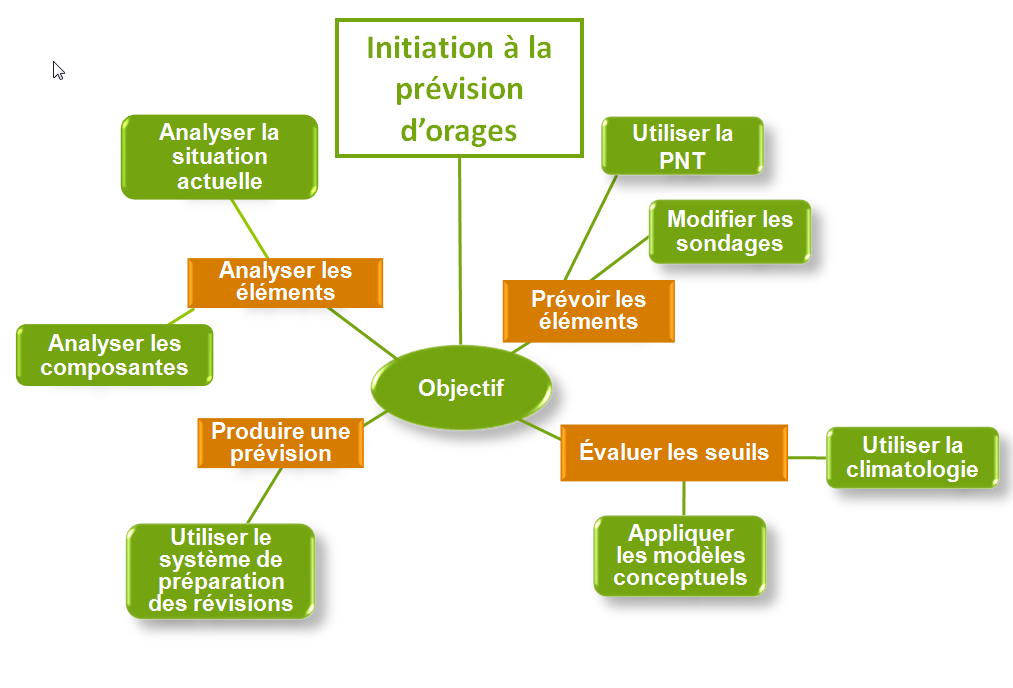 Initiation à la
prévision
d’orages
Analyser la
situation
actuelle
Utiliser la
PNT
Modifier les
sondages
Analyser les
éléments
Prévoir les
éléments
Analyser les
composantes
Objectif
Produire une
prévision
Évaluer les seuils
Utiliser la
climatologie
Utiliser le
système de
préparation
des révisions
Appliquer
les modèles
conceptuels